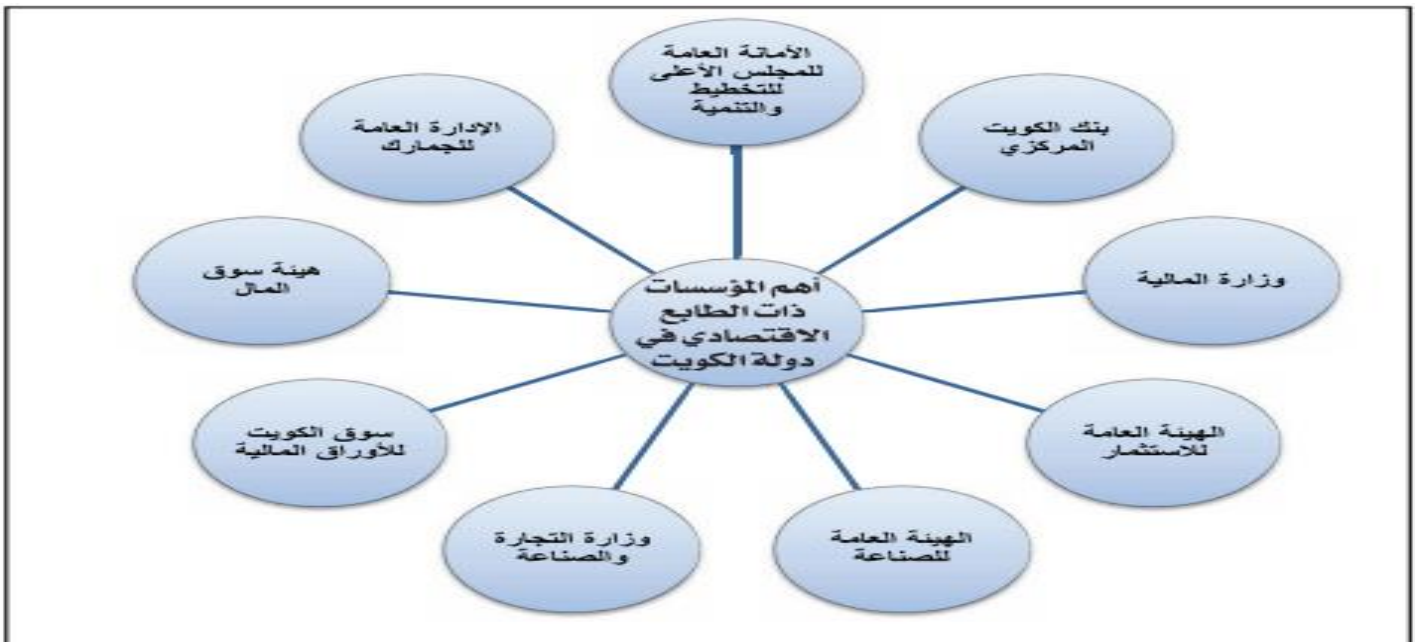 الأمانة العامة
للمجلس الأعلى
للتخطيط
والتنمية
بنك الكويت
المركزي
وزارة المالية
الهيئة العامة
للاستثمار
الهيئة العامة
للصناعة
وزارة التجارة
والصناعة
سوق الكويت
للأوراق المالية
هيئة سوق
المال
الإدارة العامة
للجمارك
أهم المؤسسات
ذات الطابع
الاقتصادي في
دولة الكويت